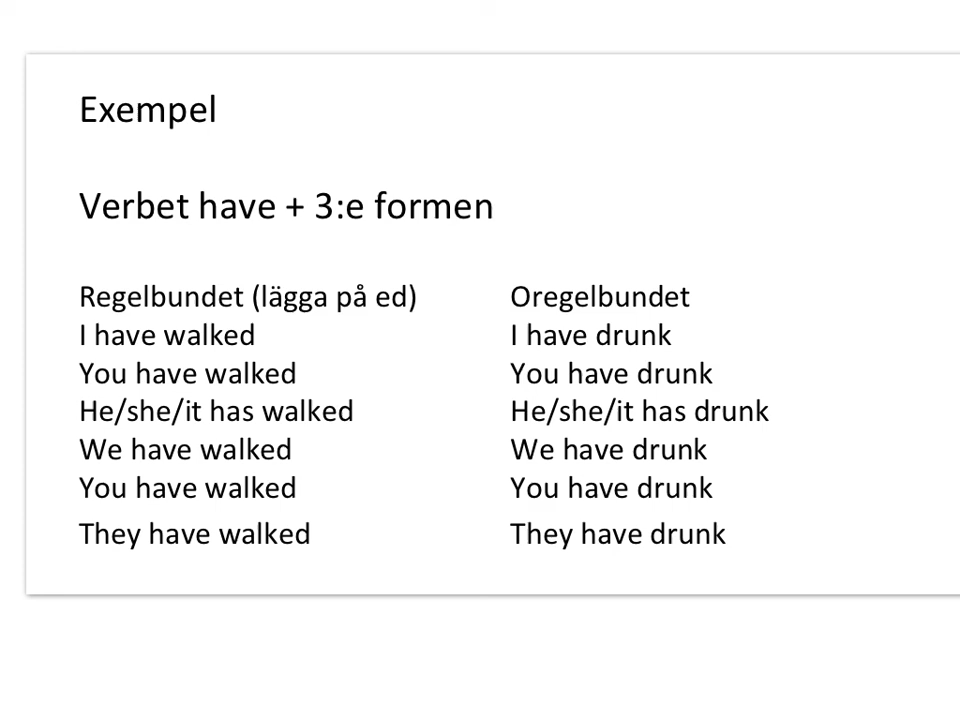 Exempel
Verbet have + 3:e formen
Regelbundet (lägga på ed)
I have walked
You have walked
He/she/it has walked
We have walked
You have walked
They have walked
Oregelbundet
I have drunk
You have drunk
He/she/it has drunk
We have drunk
You have drunk
They have drunk